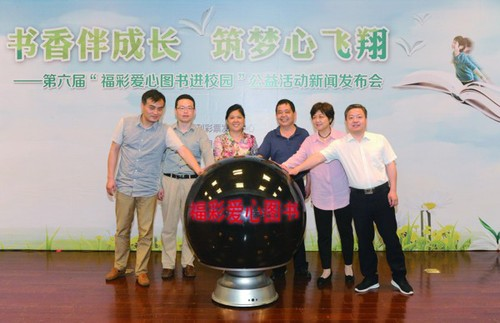 书香伴成长 筑梦心飞翔
——第六届“福彩爱心图书进校园”公益活动新闻发布会
福彩爱心图书